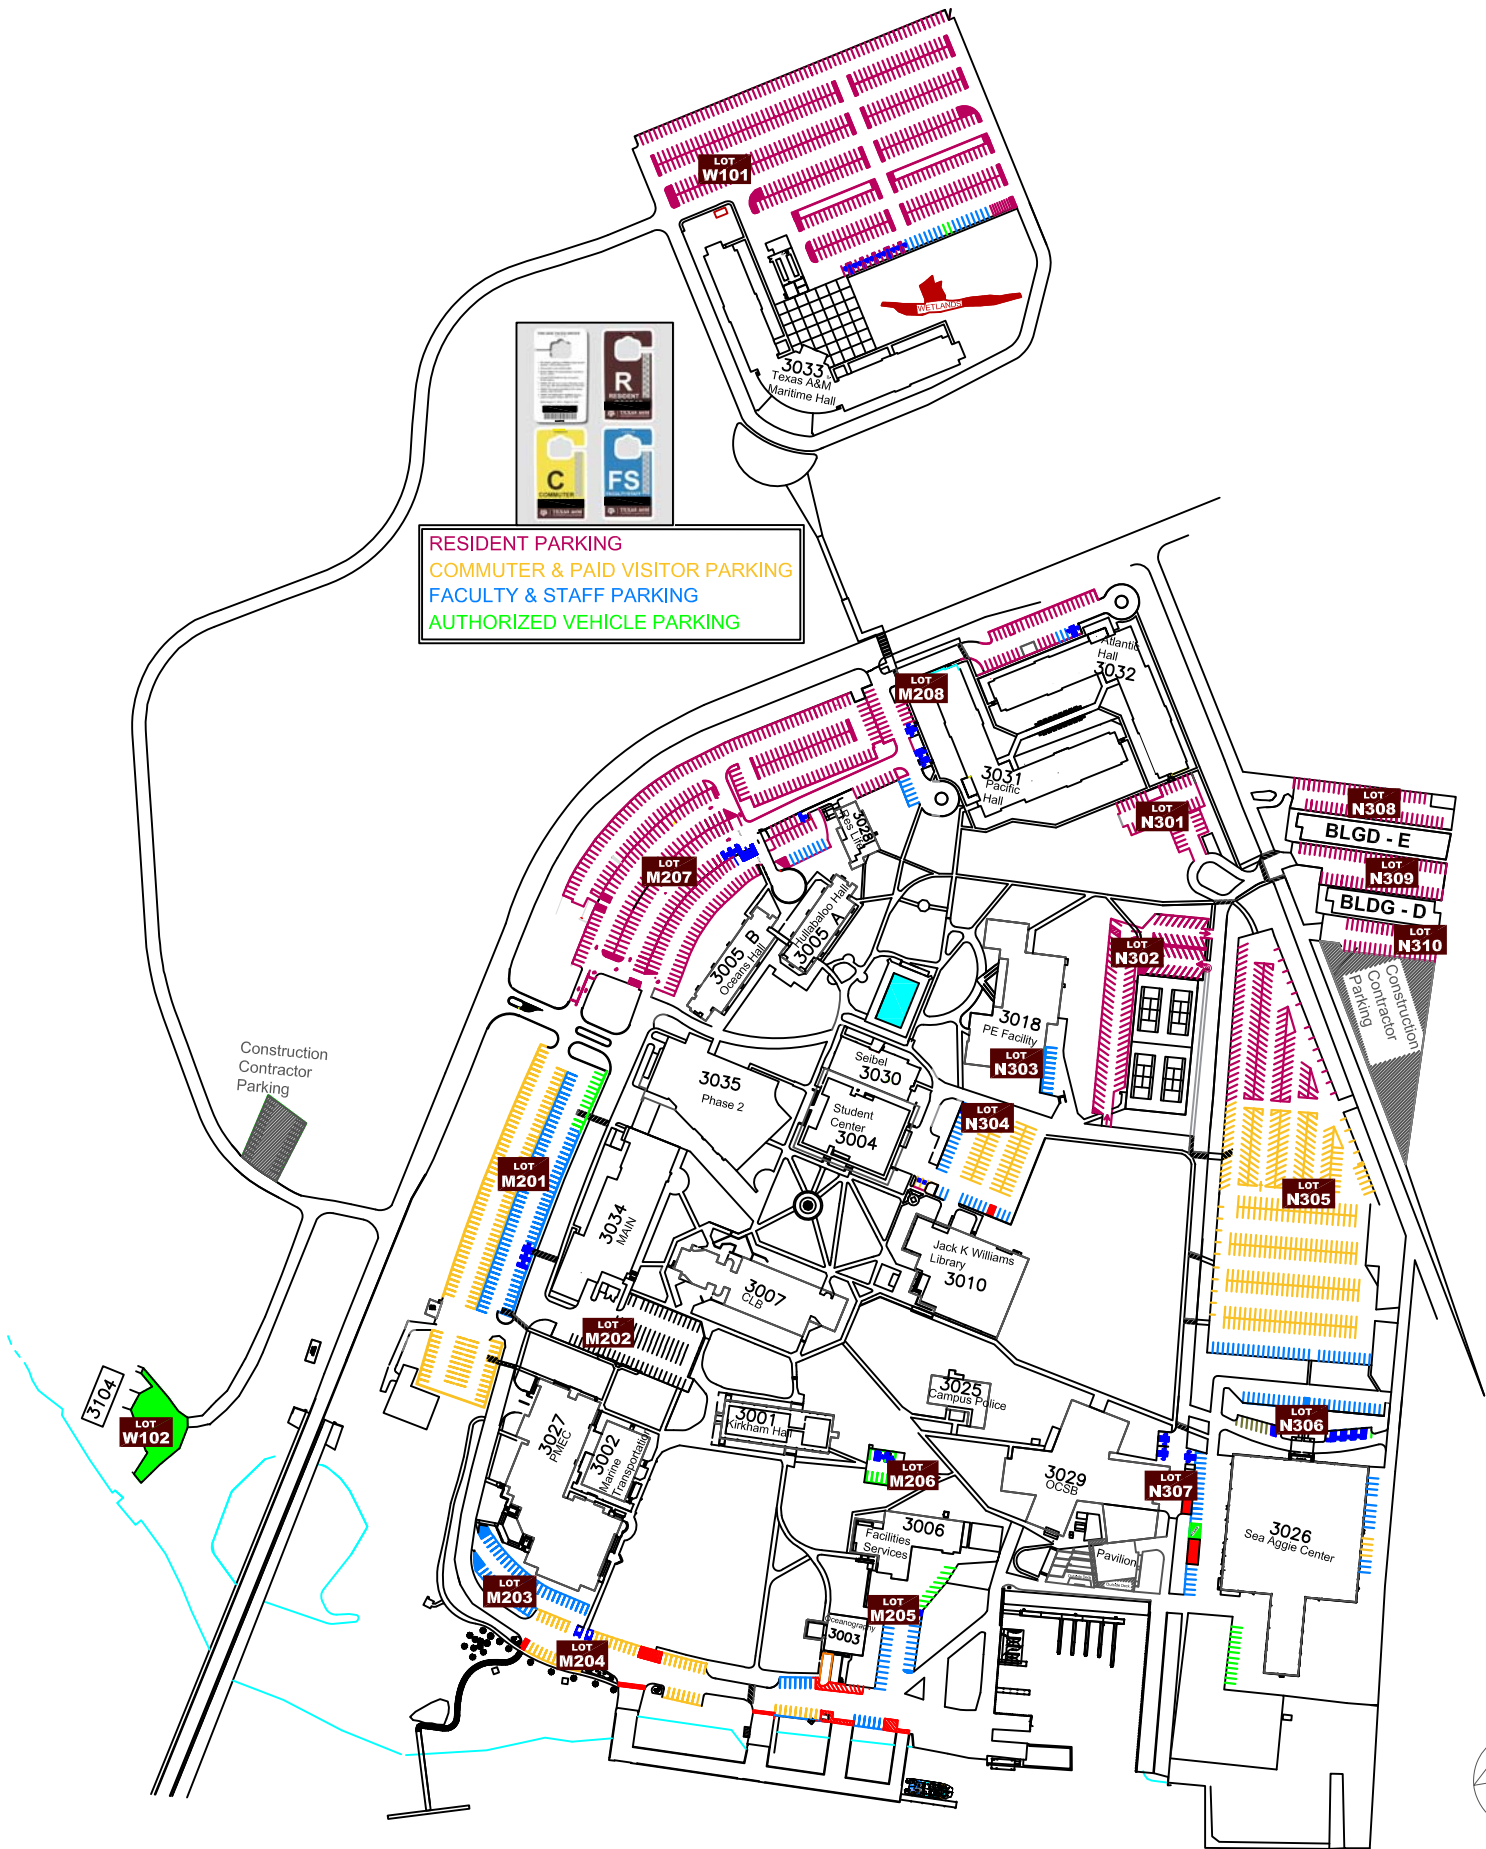 LOT
W101
WETLANDS
3033
Texas A&M
Maritime Hall
R
RESIDENT
C
COMMUTER
FS
RESIDENT PARKING
COMMUTER & PAID VISITOR PARKING
FACULTY & STAFF PARKING
AUTHORIZED VEHICLE PARKING
Atlantic
Hall
3032
LOT
M208
3031
Pacific
Hall
LOT
N301
LOT
N308
BLGD - E
LOT
N309
BLDG - D
LOT
N310
Construction
Contractor
Parking
3028
Res Life
LOT
M207
Hullabaloo Hall
3005 A
3005 B
Oceans Hall
LOT
N302
3018
PE Facility
LOT
N303
Seibel
3030
3035
Phase 2
Student
Center
3004
LOT
N304
Construction
Contractor
Parking
LOT
M201
LOT
N305
3034
MAIN
Jack K Williams
Library
3010
3007
CLB
LOT
M202
3104
LOT
W102
3025
Campus Police
3001
Kirkham Hall
LOT
N306
3027
PMEC
3002
Marine
Transportation
LOT
M206
3029
OCSB
LOT
N307
3006
Facilities
Services
3026
Sea Aggie Center
Pavilion
LOT
M203
LOT
M205
Oceanography
3003
LOT
M204